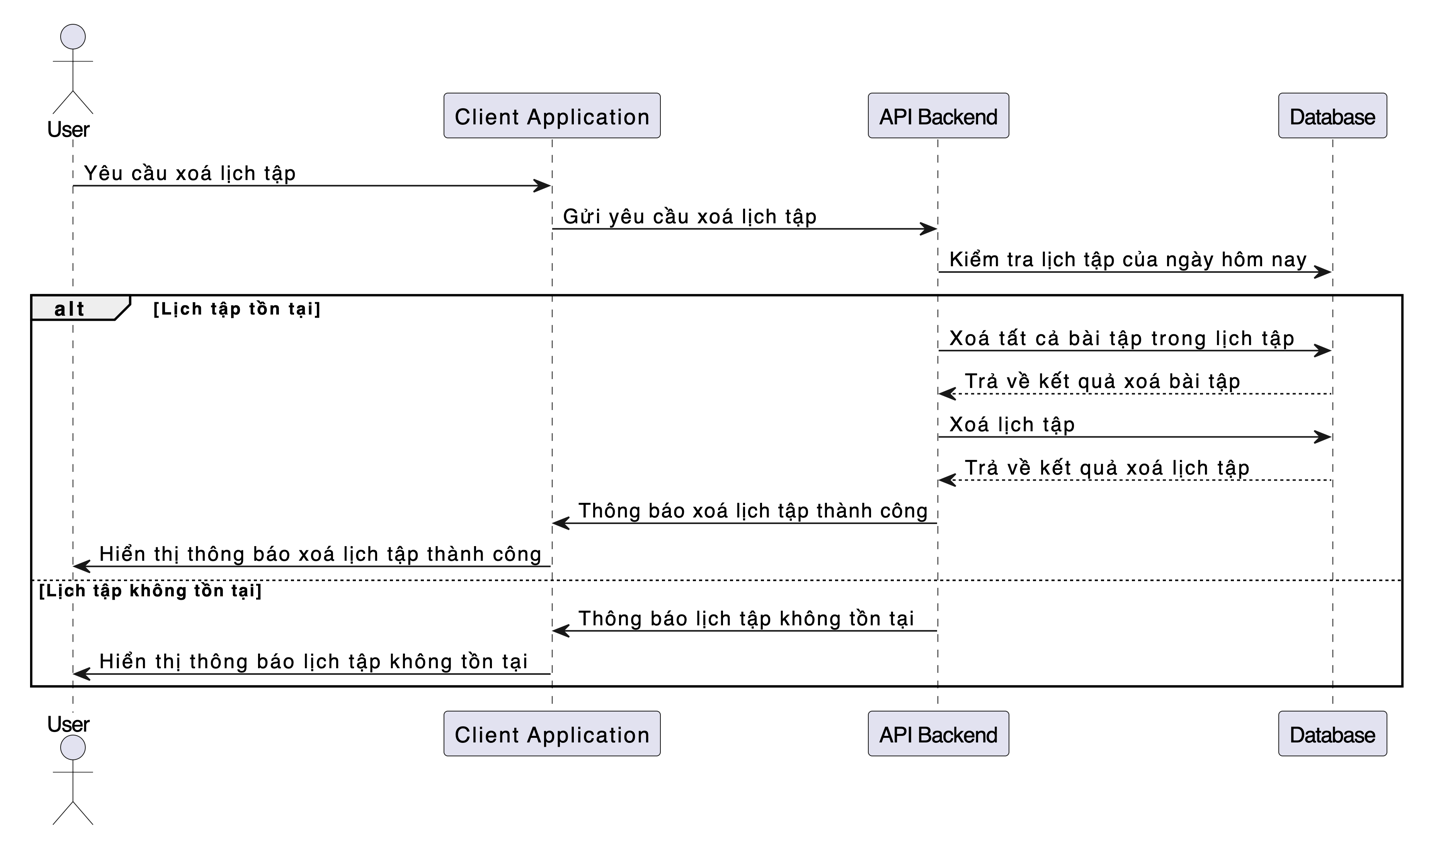 User
Client Application
API Backend
Database
Yêu cầu xoá lịch tập
Gửi yêu cầu xoá lịch tập
Kiểm tra lịch tập của ngày hôm nay
alt
[Lịch tập tồn tại]
Xoá tất cả bài tập trong lịch tập
Trả về kết quả xoá bài tập
Xoá lịch tập
Trả về kết quả xoá lịch tập
Thông báo xoá lịch tập thành công
Hiển thị thông báo xoá lịch tập thành công
[Lịch tập không tồn tại]
Thông báo lịch tập không tồn tại
Hiển thị thông báo lịch tập không tồn tại
User
Client Application
API Backend
Database